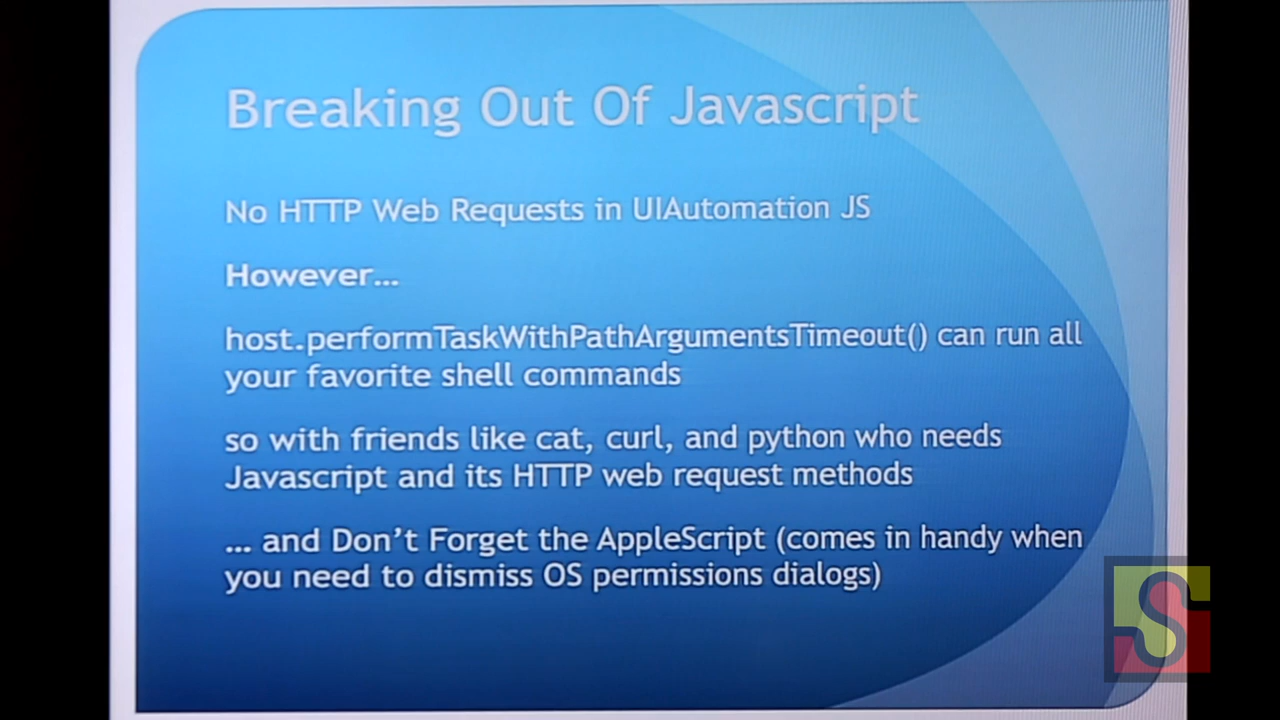 Breaking Out Of Javascript
No HTTP Web Requests in UIAutomation JS
However...
host.performTaskWithPathArgumentsTimeout() can run all
your favorite shell commands
so with friends like cat, curl, and python who needs
Javascript and its HTTP web request methods
... and Don't Forget the AppleScript (comes in handy when
you need to dismiss OS permissions dialogs)
S